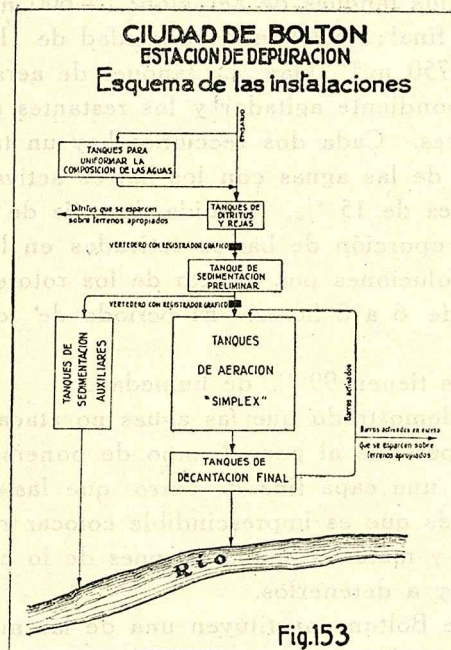 CIUDAD DE BOLTON
ESTACION DE DEPURACION
Esquema de las instalaciones
TANQUES PARA
UNIFORMAR LA
COMPOSICION DE LAS AGUAS
Ditritus que se esparcen
sobre terrenos apropiados
TANQUES DE
DITRITUS
Y REJAS
VERTEDERO CON REGISTRADOR GRAFICO
TANQUE DE
SEDIMENTACION
PRELIMINAR
VERTEDERO CON REGISTRADOR GRAFICO
TANQUES DE
SEDIMENTACION
AUXILIARES
TANQUES
DE AERACION
"SIMPLEX"
Barros activados
Barros activados en exceso
Que se esparcen sobre
terrenos apropiados
TANQUES DE
DECANTACION FINAL
Rio
Fig.153